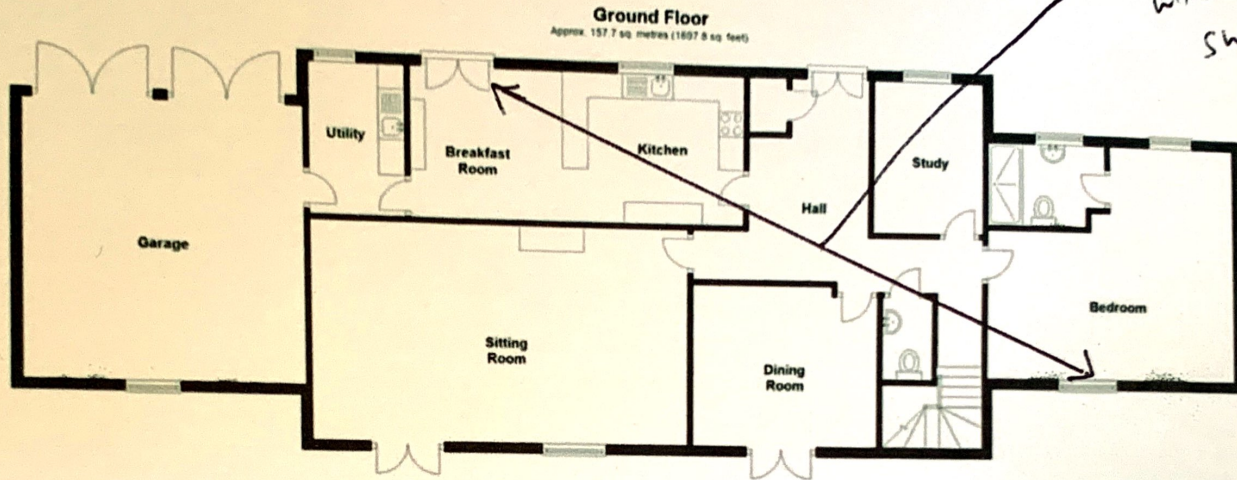 Ground Floor
Approx. 157.7 sq. metres (1697.8 sq. feet)
Utility
Breakfast
Room
Kitchen
Study
Hall
Garage
Bedroom
Sitting
Room
Dining
Room